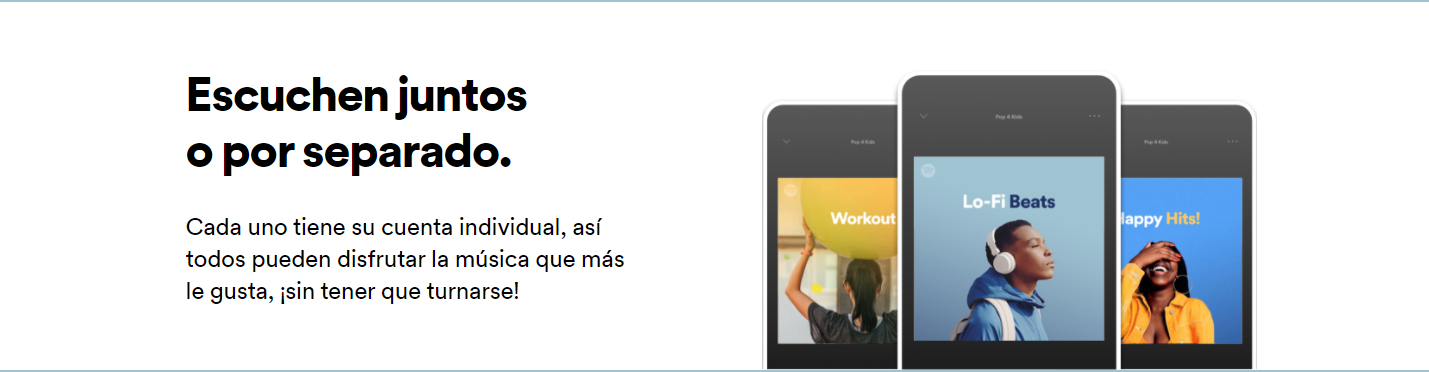 Escuchen juntos
o por separado.
Cada uno tiene su cuenta individual, así
todos pueden disfrutar la música que más
le gusta, ¡sin tener que turnarse!
Pop 4 Kids
Workout
Pop 4 Kids
Lo-Fi Beats
Pop 4 Kids
Happy Hits!